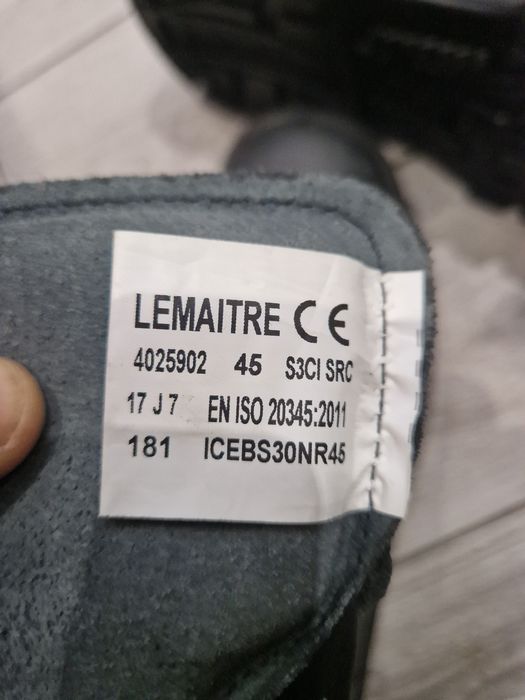 LEMAITRE CE
4025902 45 S3CI SRC
17 J 7 EN ISO 20345:2011
181 ICEBS30NR45